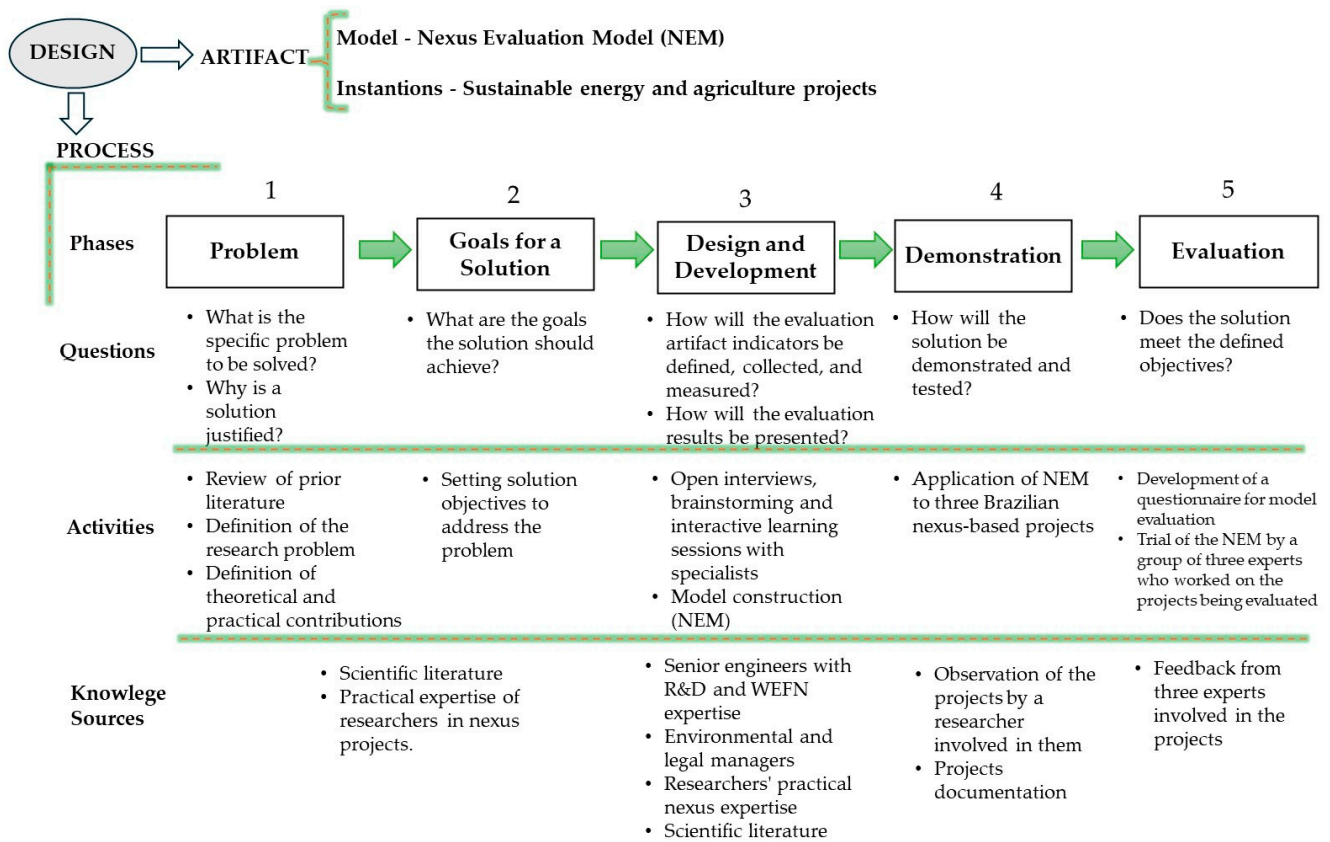 DESIGN
ARTIFACT
Model - Nexus Evaluation Model (NEM)
Instantions - Sustainable energy and agriculture projects
PROCESS
1
2
3
4
5
Phases
Problem
Goals for a
Solution
Design and
Development
Demonstration
Evaluation
Questions
• What is the
specific problem
to be solved?
• Why is a
solution
justified?
• What are the goals
the solution should
achieve?
• How will the evaluation
artifact indicators be
defined, collected, and
measured?
• How will the evaluation
results be presented?
• How will the
solution be
demonstrated and
tested?
• Does the solution
meet the defined
objectives?
Activities
• Review of prior
literature
• Definition of the
research problem
• Definition of
theoretical and
practical contributions
• Setting solution
objectives to
address the
problem
• Open interviews,
brainstorming and
interactive learning
sessions with
specialists
• Model construction
(NEM)
• Application of NEM
to three Brazilian
nexus-based projects
• Development of a
questionnaire for model
evaluation
• Trial of the NEM by a
group of three experts
who worked on the
projects being evaluated
Knowlege
Sources
• Scientific literature
• Practical expertise of
researchers in nexus
projects.
• Senior engineers with
R&D and WEFN
expertise
• Environmental and
legal managers
• Researchers' practical
nexus expertise
• Scientific literature
• Observation of the
projects by a
researcher
involved in them
• Projects
documentation
• Feedback from
three experts
involved in the
projects